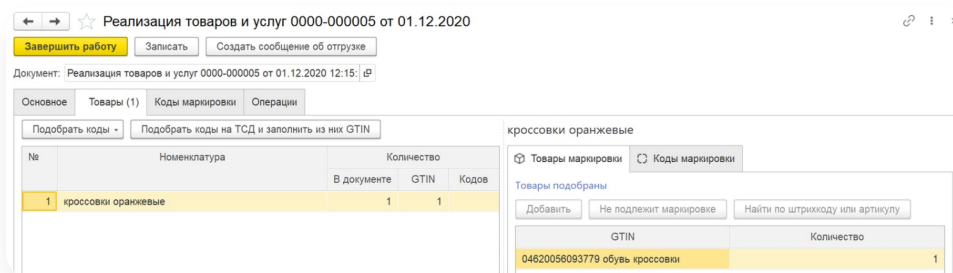 Реализация товаров и услуг 0000-000005 от 01.12.2020
Завершить работу Записать Создать сообщение об отгрузке
Документ: Реализация товаров и услуг 0000-000005 от 01.12.2020 12:15:
Основное Товары (1) Коды маркировки Операции
Подобрать коды Подобрать коды на ТСД и заполнить из них GTIN
№ Номенклатура Количество
В документе GTIN Кодов
1 кроссовки оранжевые 1 1
кроссовки оранжевые
Товары маркировки Коды маркировки
Товары подобраны
Добавить Не подлежит маркировке Найти по штрихкоду или артикулу
GTIN Количество
04620056093779 обувь кроссовки 1